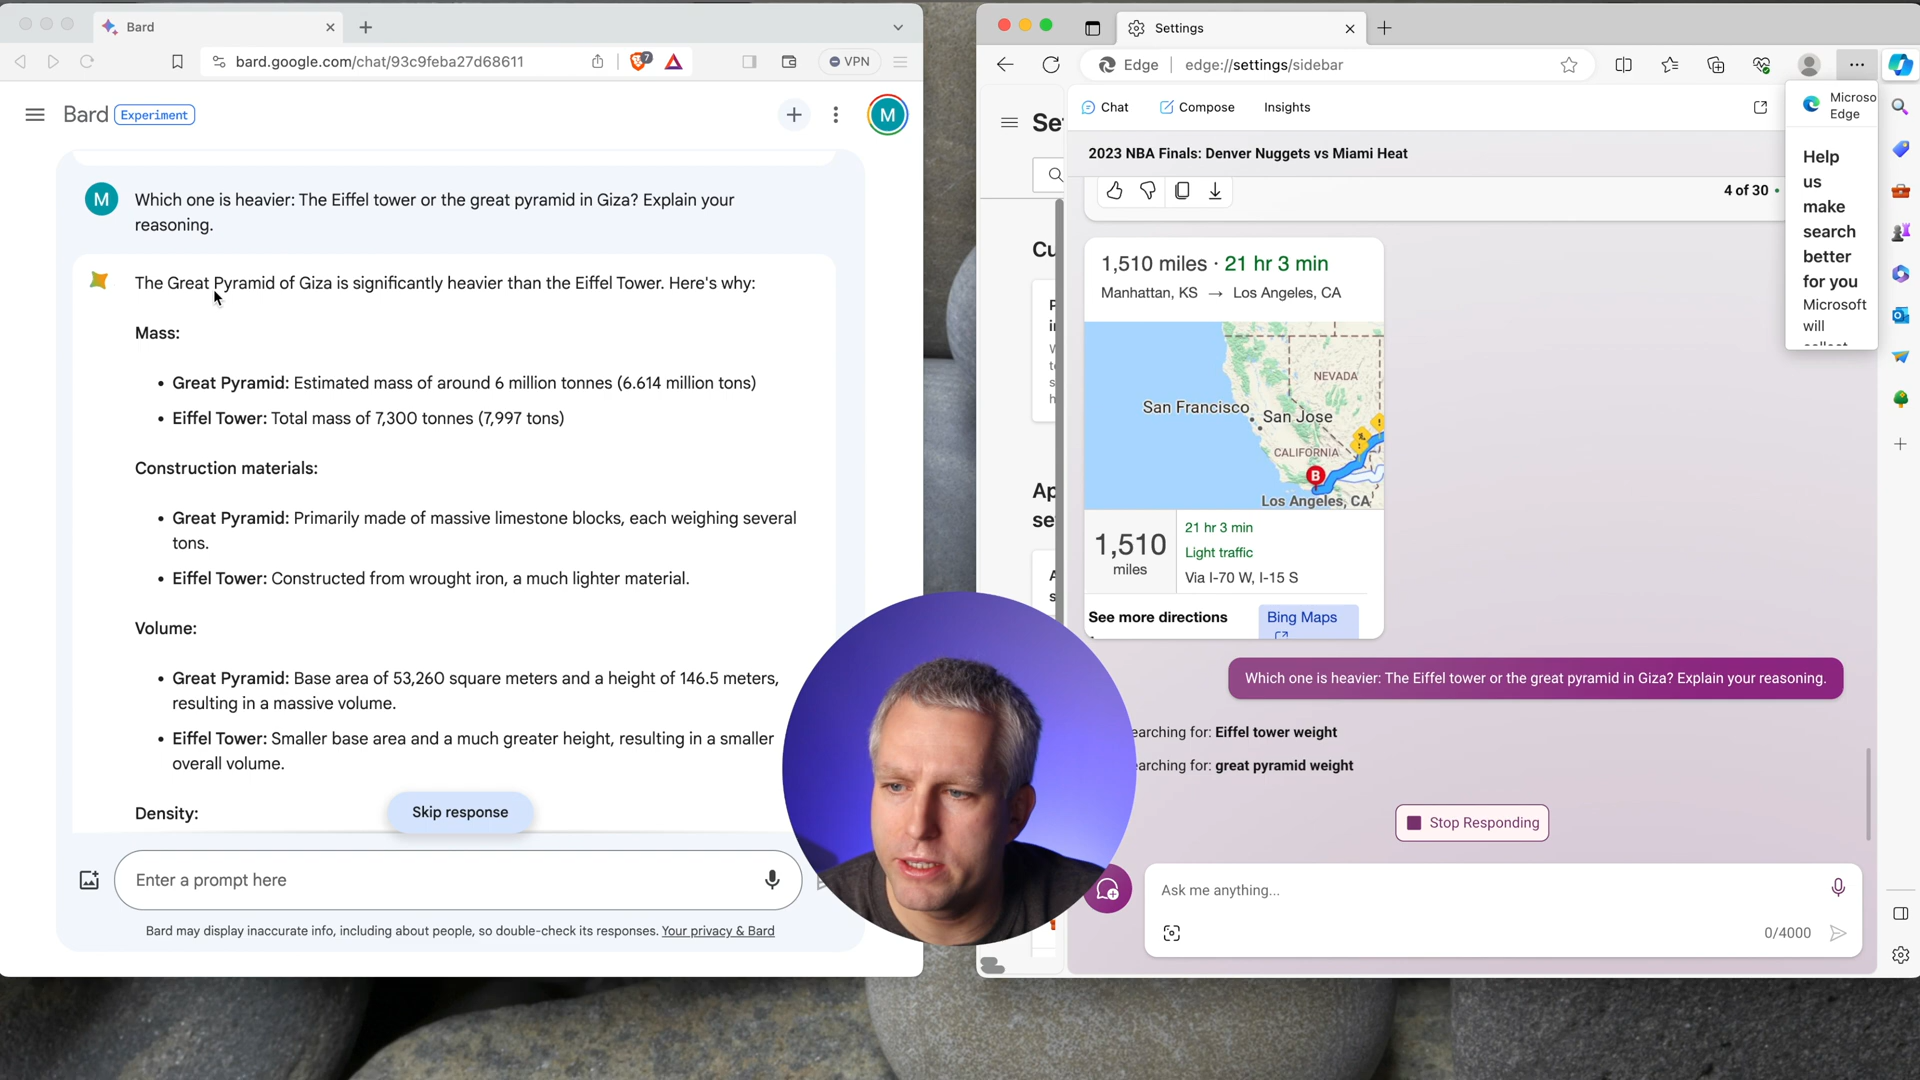 Bard
bard.google.com/chat/93c9feba27d68611
7
VPN
Bard Experiment
M
M
Which one is heavier: The Eiffel tower or the great pyramid in Giza? Explain your
reasoning.
The Great Pyramid of Giza is significantly heavier than the Eiffel Tower. Here's why:
Mass:
• Great Pyramid: Estimated mass of around 6 million tonnes (6.614 million tons)
• Eiffel Tower: Total mass of 7,300 tonnes (7,997 tons)
Construction materials:
• Great Pyramid: Primarily made of massive limestone blocks, each weighing several
tons.
• Eiffel Tower: Constructed from wrought iron, a much lighter material.
Volume:
• Great Pyramid: Base area of 53,260 square meters and a height of 146.5 meters,
resulting in a massive volume.
• Eiffel Tower: Smaller base area and a much greater height, resulting in a smaller
overall volume.
Density:
Skip response
Enter a prompt here
Bard may display inaccurate info, including about people, so double-check its responses. Your privacy & Bard
Settings
Edge
edge://settings/sidebar
Chat
Compose
Insights
2023 NBA Finals: Denver Nuggets vs Miami Heat
4 of 30
1,510 miles · 21 hr 3 min
Manhattan, KS → Los Angeles, CA
NEVADA
San Francisco
San Jose
CALIFORNIA
B
Los Angeles, CA
1,510
miles
21 hr 3 min
Light traffic
Via I-70 W, I-15 S
See more directions
Bing Maps
Which one is heavier: The Eiffel tower or the great pyramid in Giza? Explain your reasoning.
earching for: Eiffel tower weight
earching for: great pyramid weight
Stop Responding
Ask me anything...
0/4000
Microso
Edge
Help
us
make
search
better
for you
Microsoft
will